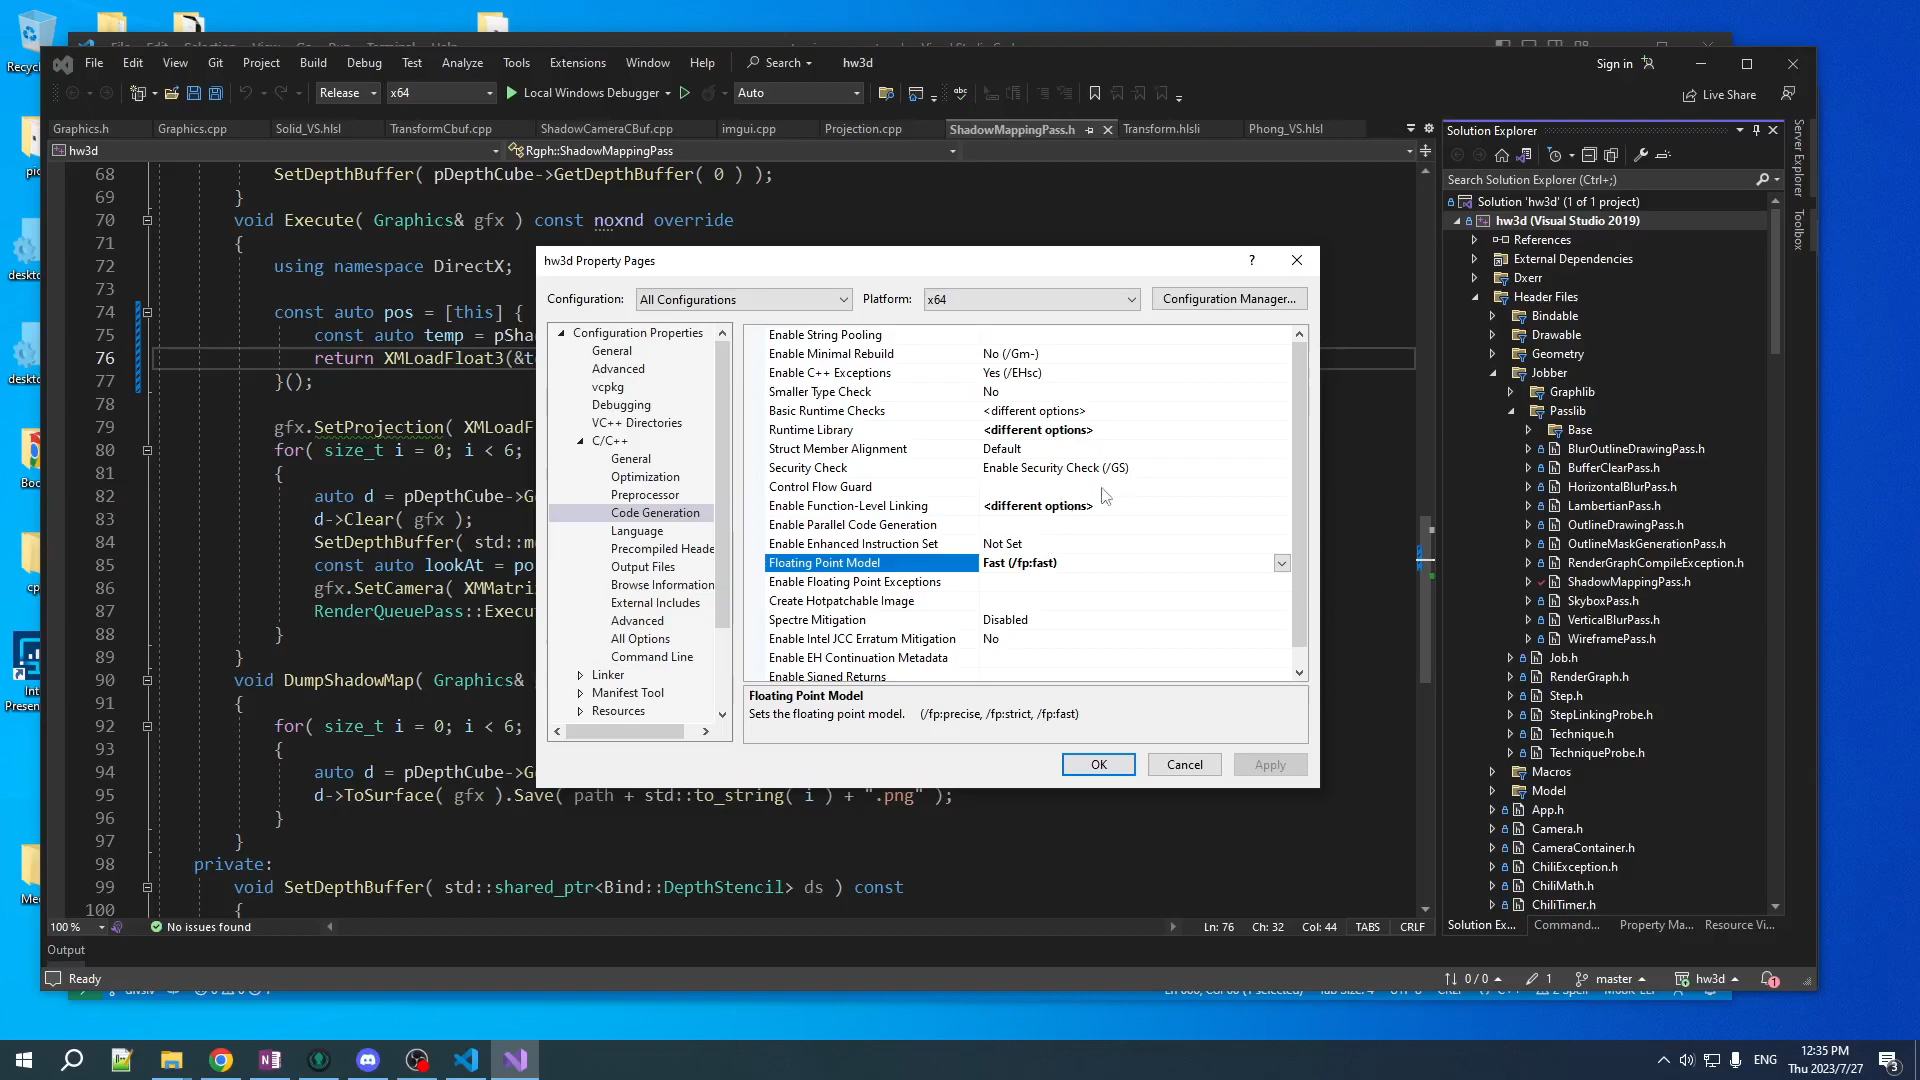 Recyc
File Edit View Git Project Build Debug Test Analyze Tools Extensions Window Help Search hw3d Sign in
Release x64 Local Windows Debugger Auto Live Share
Graphics.h Graphics.cpp Solid_VS.hlsl TransformCbuf.cpp ShadowCameraCBuf.cpp imgui.cpp Projection.cpp ShadowMappingPass.h Transform.hlsli Phong_VS.hlsl
hw3d Rgph::ShadowMappingPass
68 SetDepthBuffer( pDepthCube->GetDepthBuffer( 0 ) );
69 }
70 void Execute( Graphics& gfx ) const noxnd override
71 {
72 using namespace DirectX;
73
74 const auto pos = [this] {
75 const auto temp = pSha
76 return XMLoadFloat3(&t
77 }();
78
79 gfx.SetProjection( XMLoadF
80 for( size_t i = 0; i < 6;
81 {
82 auto d = pDepthCube->G
83 d->Clear( gfx );
84 SetDepthBuffer( std::m
85 const auto lookAt = po
86 gfx.SetCamera( XMMatri
87 RenderQueuePass::Execu
88 }
89 }
90 void DumpShadowMap( Graphics&
91 {
92 for( size_t i = 0; i < 6;
93 {
94 auto d = pDepthCube->G
95 d->ToSurface( gfx ).Save( path + std::to_string( i ) + ".png" );
96 }
97 }
98 private:
99 void SetDepthBuffer( std::shared_ptr<Bind::DepthStencil> ds ) const
100 {
100 % No issues found Ln: 76 Ch: 32 Col: 44 TABS CRLF
Output
Ready 0 / 0 1 master hw3d 1
hw3d Property Pages ?
Configuration: All Configurations Platform: x64 Configuration Manager...
Configuration Properties
General
Advanced
vcpkg
Debugging
VC++ Directories
C/C++
General
Optimization
Preprocessor
Code Generation
Language
Precompiled Heade
Output Files
Browse Information
External Includes
Advanced
All Options
Command Line
Linker
Manifest Tool
Resources
Enable String Pooling
Enable Minimal Rebuild No (/Gm-)
Enable C++ Exceptions Yes (/EHsc)
Smaller Type Check No
Basic Runtime Checks <different options>
Runtime Library <different options>
Struct Member Alignment Default
Security Check Enable Security Check (/GS)
Control Flow Guard
Enable Function-Level Linking <different options>
Enable Parallel Code Generation
Enable Enhanced Instruction Set Not Set
Floating Point Model Fast (/fp:fast)
Enable Floating Point Exceptions
Create Hotpatchable Image
Spectre Mitigation Disabled
Enable Intel JCC Erratum Mitigation No
Enable EH Continuation Metadata
Enable Signed Returns
Floating Point Model
Sets the floating point model. (/fp:precise, /fp:strict, /fp:fast)
OK Cancel Apply
Solution Explorer
Search Solution Explorer (Ctrl+;)
Solution 'hw3d' (1 of 1 project)
hw3d (Visual Studio 2019)
References
External Dependencies
Dxerr
Header Files
Bindable
Drawable
Geometry
Jobber
Graphlib
Passlib
Base
BlurOutlineDrawingPass.h
BufferClearPass.h
HorizontalBlurPass.h
LambertianPass.h
OutlineDrawingPass.h
OutlineMaskGenerationPass.h
RenderGraphCompileException.h
ShadowMappingPass.h
SkyboxPass.h
VerticalBlurPass.h
WireframePass.h
Job.h
RenderGraph.h
Step.h
StepLinkingProbe.h
Technique.h
TechniqueProbe.h
Macros
Model
App.h
Camera.h
CameraContainer.h
ChiliException.h
ChiliMath.h
ChiliTimer.h
Solution Ex... Command... Property Ma... Resource Vi...
Server Explorer
Toolbox
pic
deskto
deskto
Boo
cp
Int
Presen
Me
ENG
12:35 PM
Thu 2023/7/27
3